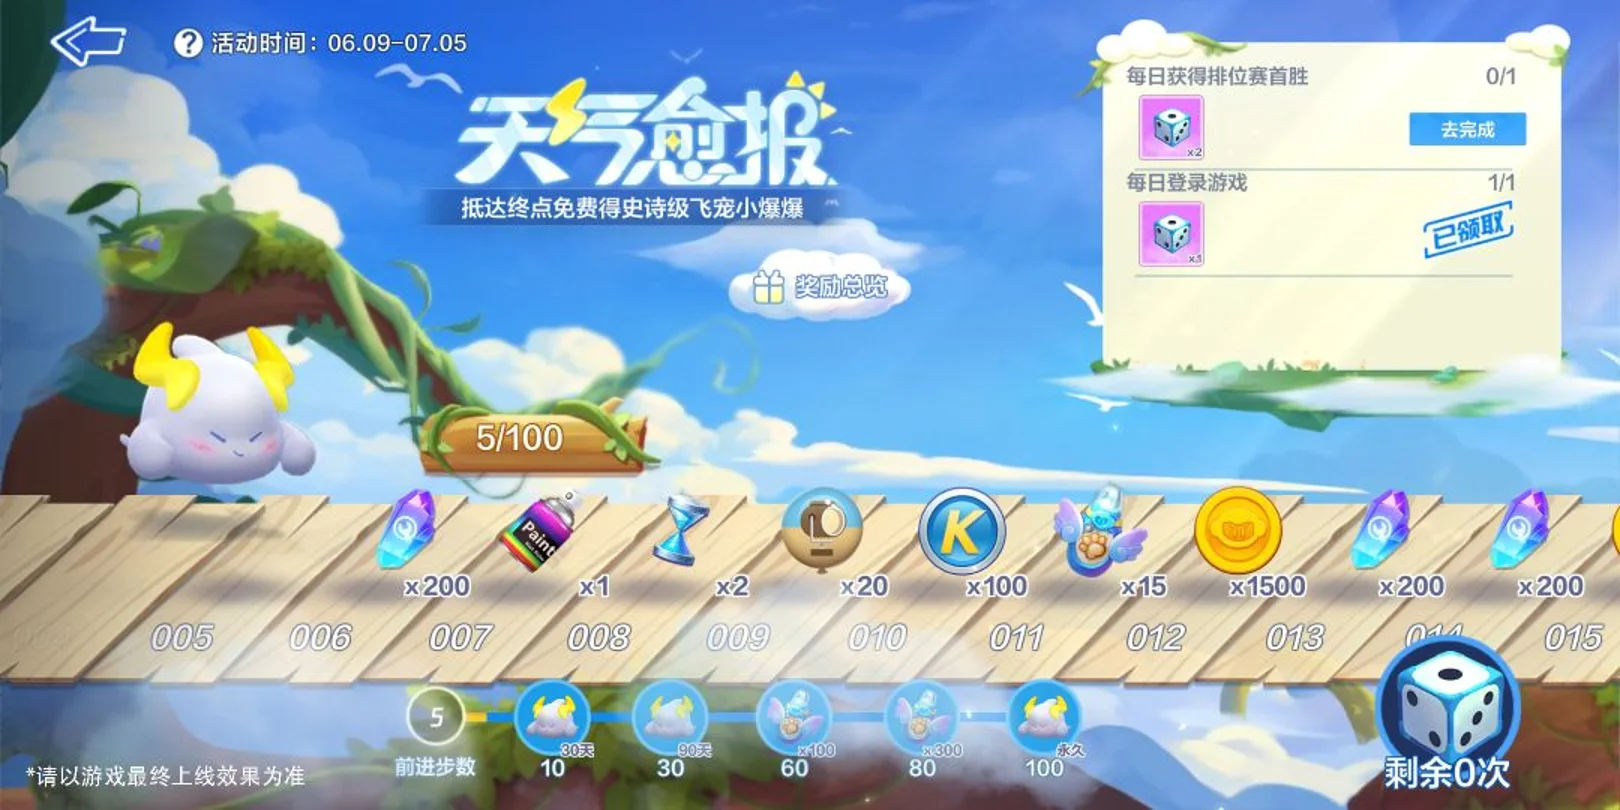 活动时间：06.09-07.05
天气愈报
抵达终点免费得史诗级飞宠小爆爆
奖励总览
每日获得排位赛首胜 0/1
x2
去完成
每日登录游戏 1/1
x1
已领取
5/100
Paint
K
x200 x1 x2 x20 x100 x15 x1500 x200 x200
005 006 007 008 009 010 011 012 013 014 015
5 30天 90天 x100 x300 永久
前进步数 10 30 60 80 100
剩余0次
*请以游戏最终上线效果为准